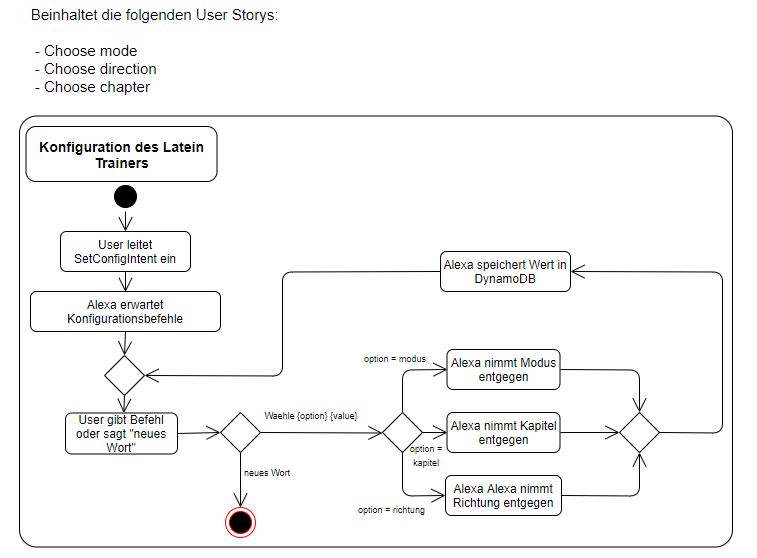 Beinhaltet die folgenden User Storys:
- Choose mode
- Choose direction
- Choose chapter
Konfiguration des Latein
Trainers
User leitet
SetConfigIntent ein
Alexa erwartet
Konfigurationsbefehle
User gibt Befehl
oder sagt "neues
Wort"
neues Wort
Waehle {option} {value}
option = modus
option =
kapitel
option = richtung
Alexa nimmt Modus
entgegen
Alexa nimmt Kapitel
entgegen
Alexa Alexa nimmt
Richtung entgegen
Alexa speichert Wert in
DynamoDB